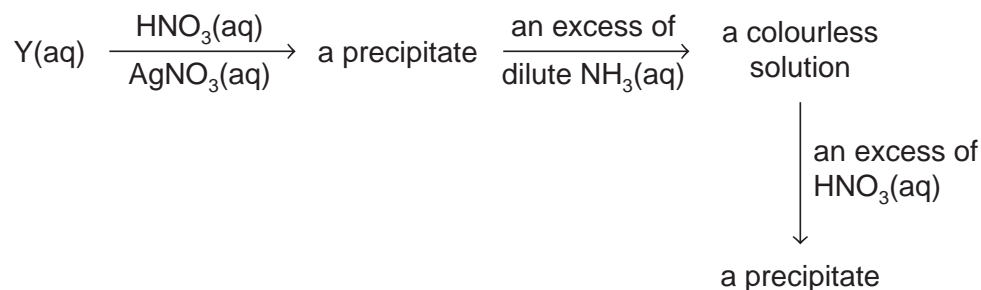 Y(aq)
HNO₃(aq)
AgNO₃(aq)
a precipitate
an excess of
dilute NH₃(aq)
a colourless
solution
an excess of
HNO₃(aq)
a precipitate